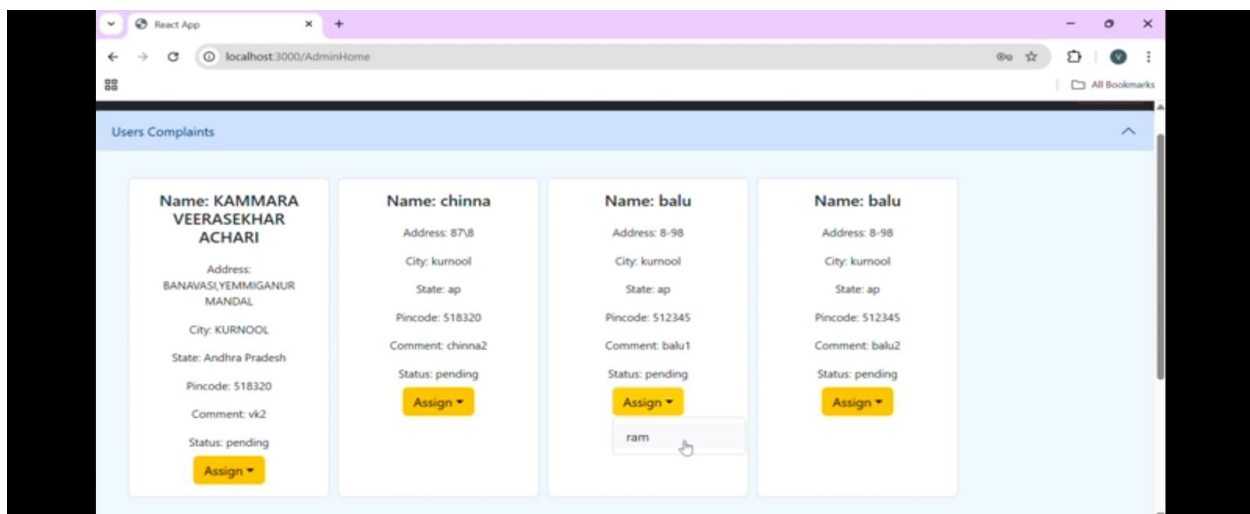 React App
localhost:3000/AdminHome
V
All Bookmarks
Users Complaints
Name: KAMMARA
VEERASEKHAR
ACHARI
Address:
BANAVASI,YEMMIGANUR
MANDAL
City: KURNOOL
State: Andhra Pradesh
Pincode: 518320
Comment: vk2
Status: pending
Assign
Name: chinna
Address: 87\8
City: kurnool
State: ap
Pincode: 518320
Comment: chinna2
Status: pending
Assign
Name: balu
Address: 8-98
City: kurnool
State: ap
Pincode: 512345
Comment: balu1
Status: pending
Assign
ram
Name: balu
Address: 8-98
City: kurnool
State: ap
Pincode: 512345
Comment: balu2
Status: pending
Assign